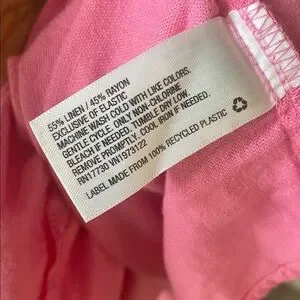 55% LINEN / 45% RAYON
EXCLUSIVE OF ELASTIC
MACHINE WASH COLD WITH LIKE COLORS.
GENTLE CYCLE. ONLY NON-CHLORINE
BLEACH IF NEEDED. TUMBLE DRY LOW.
REMOVE PROMPTLY. COOL IRON IF NEEDED.
RN17730 VN1973122
LABEL MADE FROM 100% RECYCLED PLASTIC